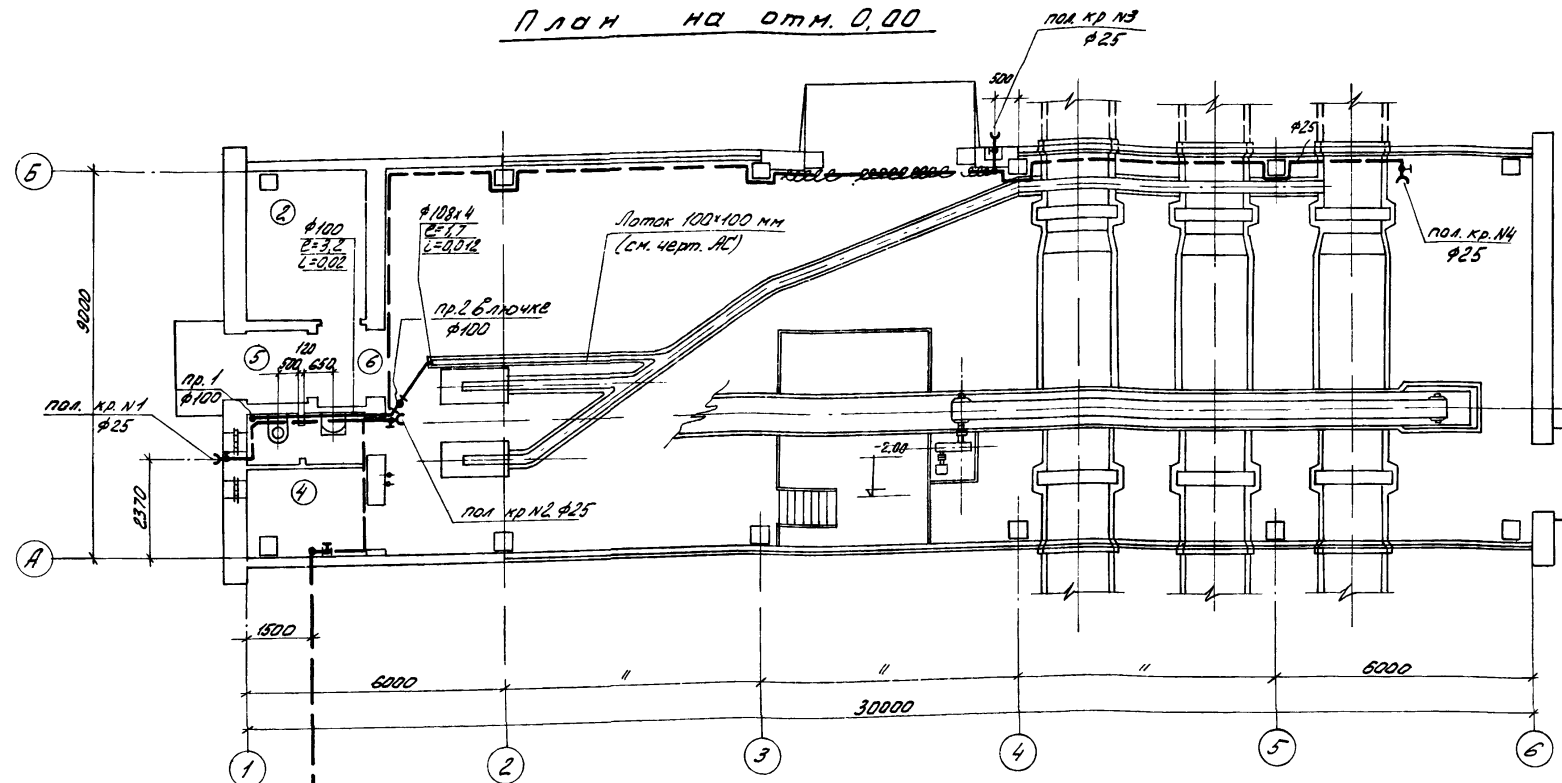 План на отм. 0,00
пол. кр N3
ф25
500
ф25
Б
2
ф100
ℓ=3,2
i=0,02
ф108х4
ℓ=1,7
i=0,012
Лоток 100×100 мм
(см. черт. АС)
пол. кр. N4
ф25
9000
пр.2 в лючке
ф100
5
120
500
650
6
пр. 1
ф100
пол. кр. N1
ф25
-2.00
2370
4
пол кр N2 ф25
А
1500
6000
"
"
"
6000
30000
1
2
3
4
5
6